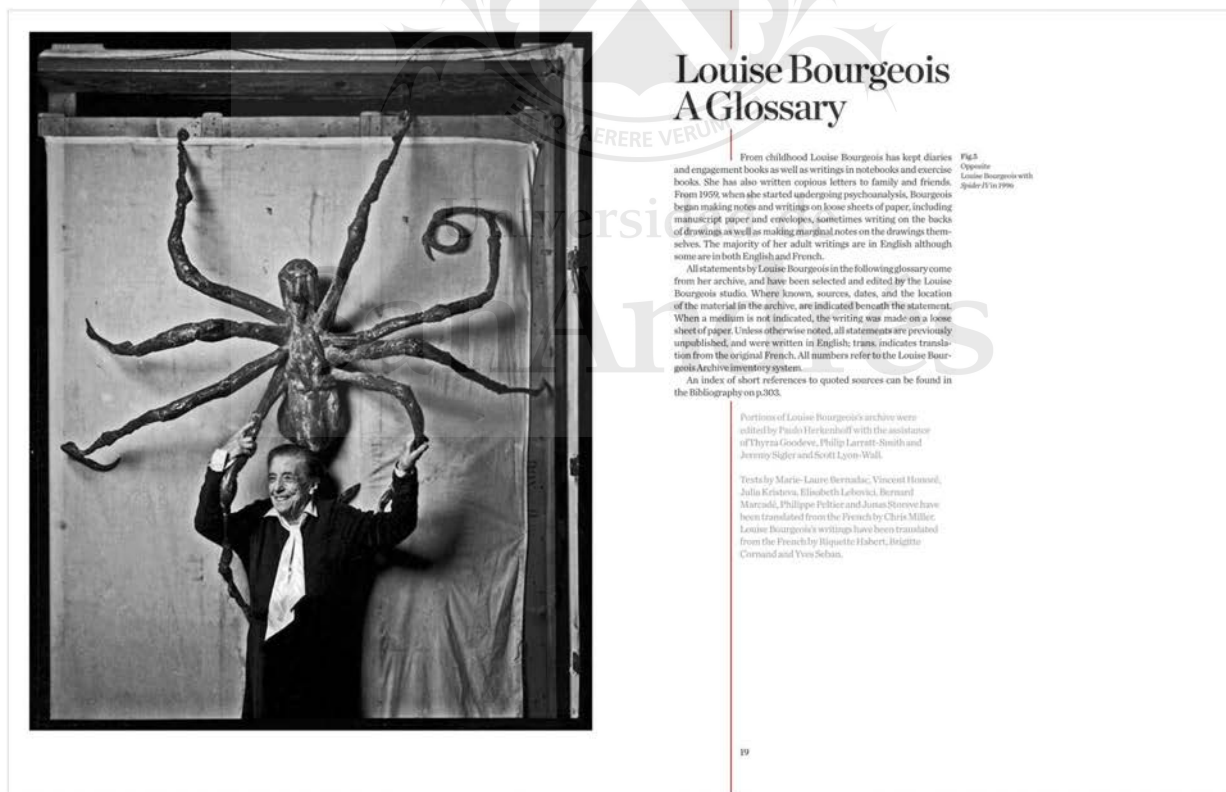 Louise Bourgeois
A Glossary
From childhood Louise Bourgeois has kept diaries
and engagement books as well as writings in notebooks and exercise
books. She has also written copious letters to family and friends.
From 1959, when she started undergoing psychoanalysis, Bourgeois
began making notes and writings on loose sheets of paper, including
manuscript paper and envelopes, sometimes writing on the backs
of drawings as well as making marginal notes on the drawings them-
selves. The majority of her adult writings are in English although
some are in both English and French.
All statements by Louise Bourgeois in the following glossary come
from her archive, and have been selected and edited by the Louise
Bourgeois studio. Where known, sources, dates, and the location
of the material in the archive, are indicated beneath the statement.
When a medium is not indicated, the writing was made on a loose
sheet of paper. Unless otherwise noted, all statements are previously
unpublished, and were written in English; trans. indicates transla-
tion from the original French. All numbers refer to the Louise Bour-
geois Archive inventory system.
An index of short references to quoted sources can be found in
the Bibliography on p.303.
Fig.5
Opposite
Louise Bourgeois with
Spider IV in 1996
Portions of Louise Bourgeois's archive were
edited by Paulo Herkenhoff with the assistance
of Thyrza Goodeve, Philip Larratt-Smith and
Jeremy Sigler and Scott Lyon-Wall.
Texts by Marie-Laure Bernadac, Vincent Honoré,
Julia Kristeva, Elisabeth Lebovici, Bernard
Marcadé, Philippe Peltier and Jonas Storsve have
been translated from the French by Chris Miller.
Louise Bourgeois's writings have been translated
from the French by Riquette Habert, Brigitte
Cornand and Yves Seban.
19
QUAERERE VERUM
Andres